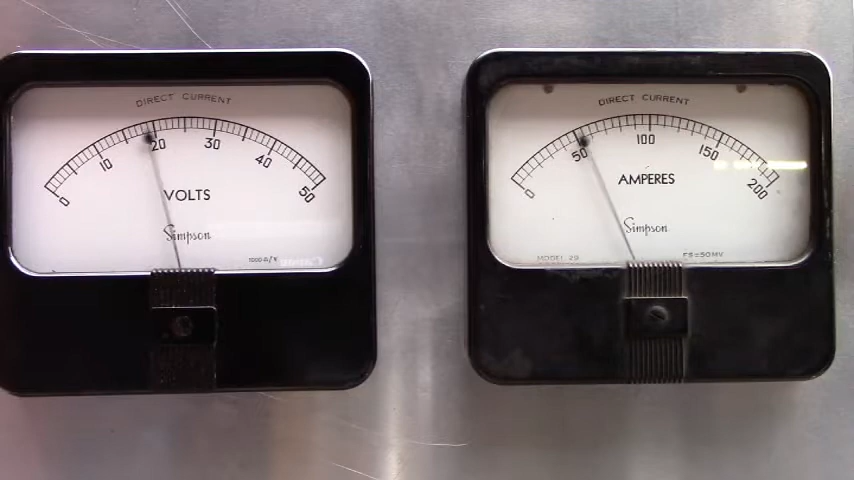 DIRECT CURRENT
0 10 20 30 40 50
VOLTS
Simpson
DIRECT CURRENT
0 50 100 150 200
AMPERES
Simpson
MODEL 29 FS=50MV